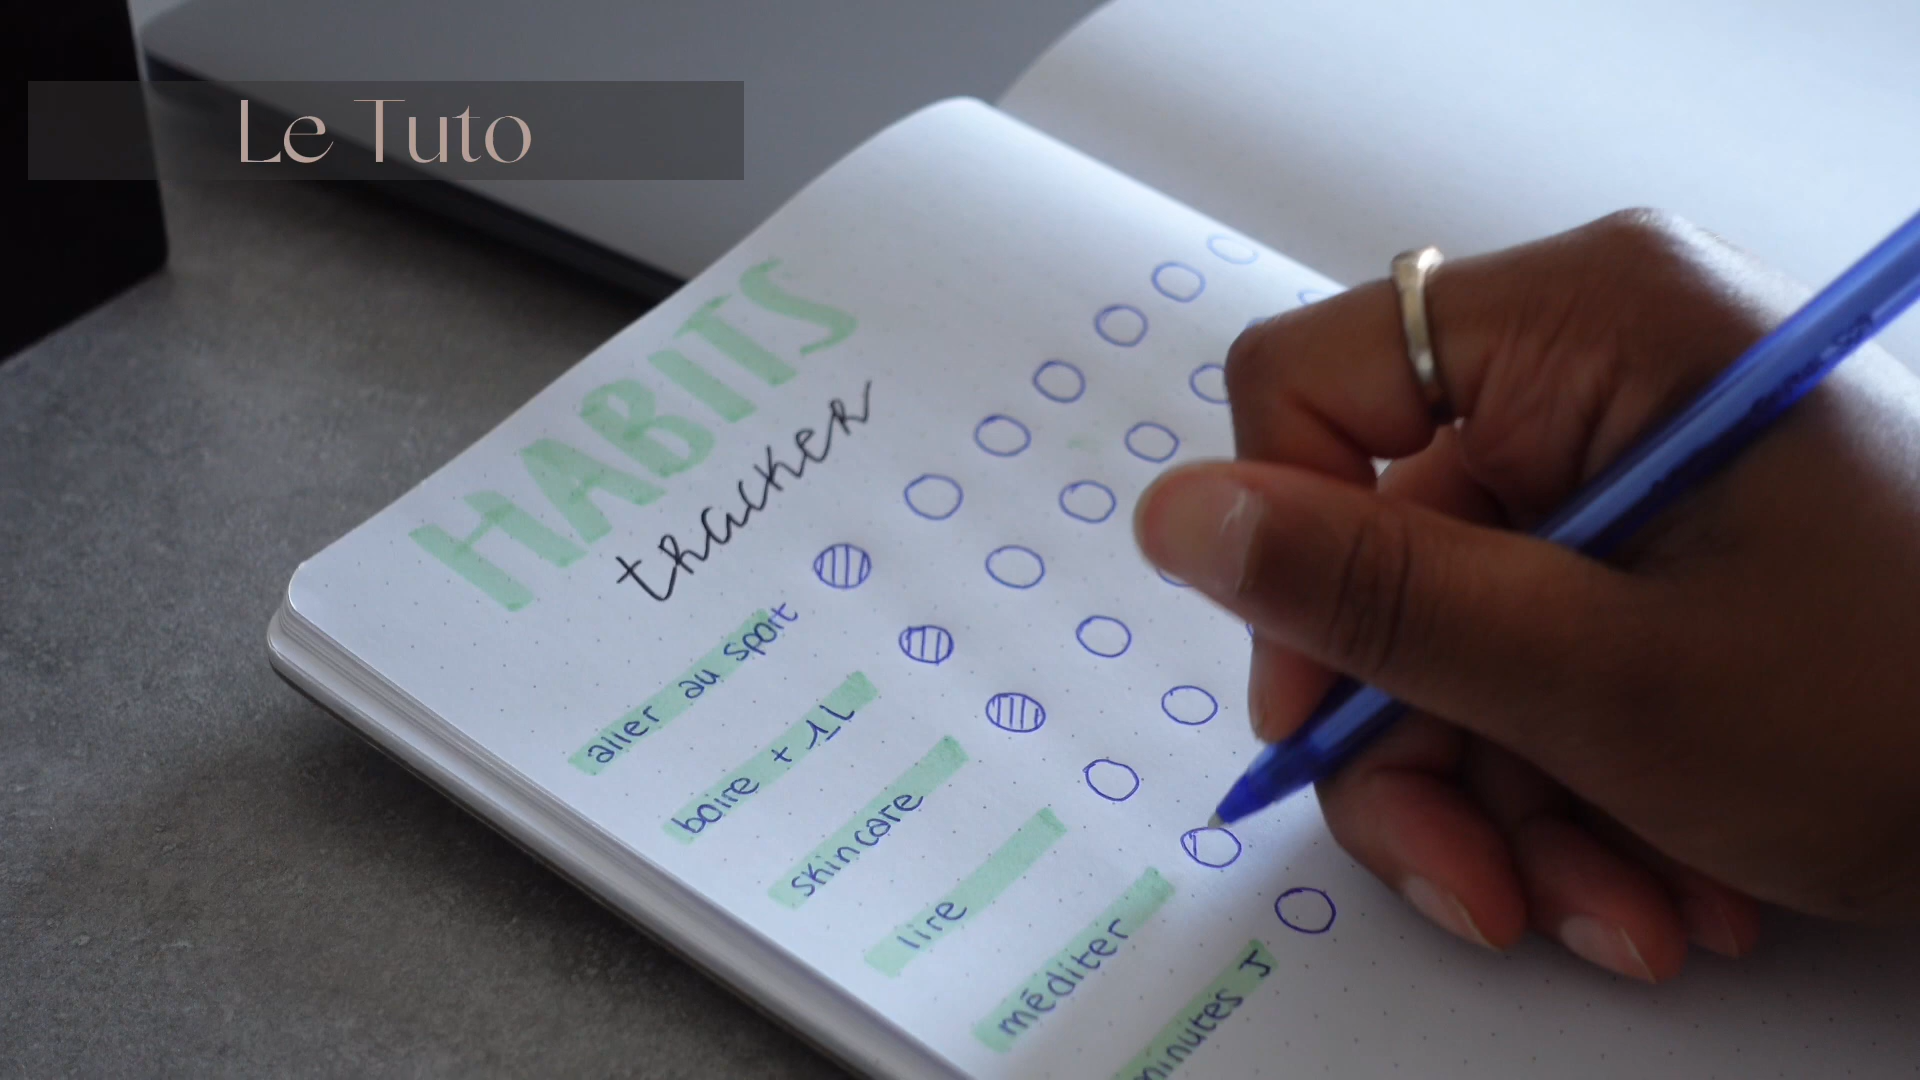 Le Tuto
HABITS
tracker
aller au sport
boire + 1L
skincare
lire
méditer
minutes J